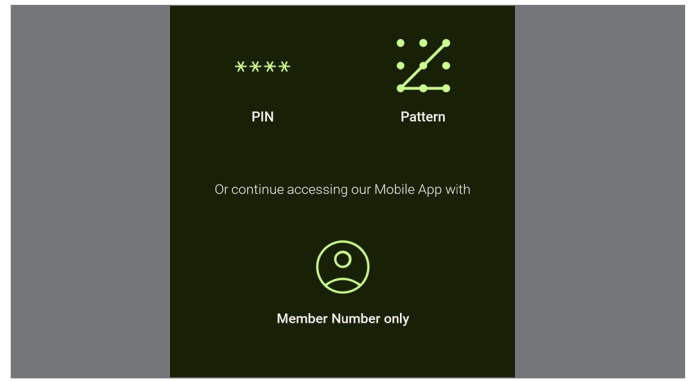 ****
PIN
Pattern
Or continue accessing our Mobile App with
Member Number only